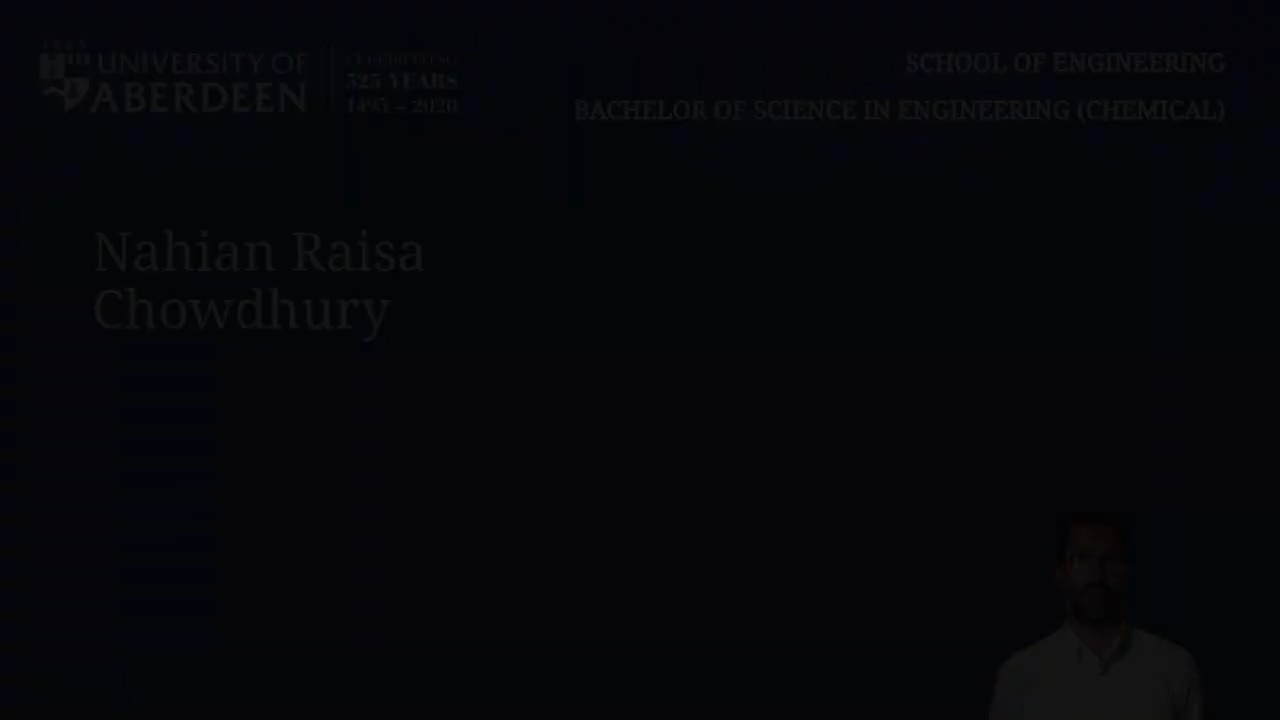 UNIVERSITY OF
ABERDEEN
CELEBRATING
525 YEARS
1495 – 2020
SCHOOL OF ENGINEERING
BACHELOR OF SCIENCE IN ENGINEERING (CHEMICAL)
Nahian Raisa
Chowdhury